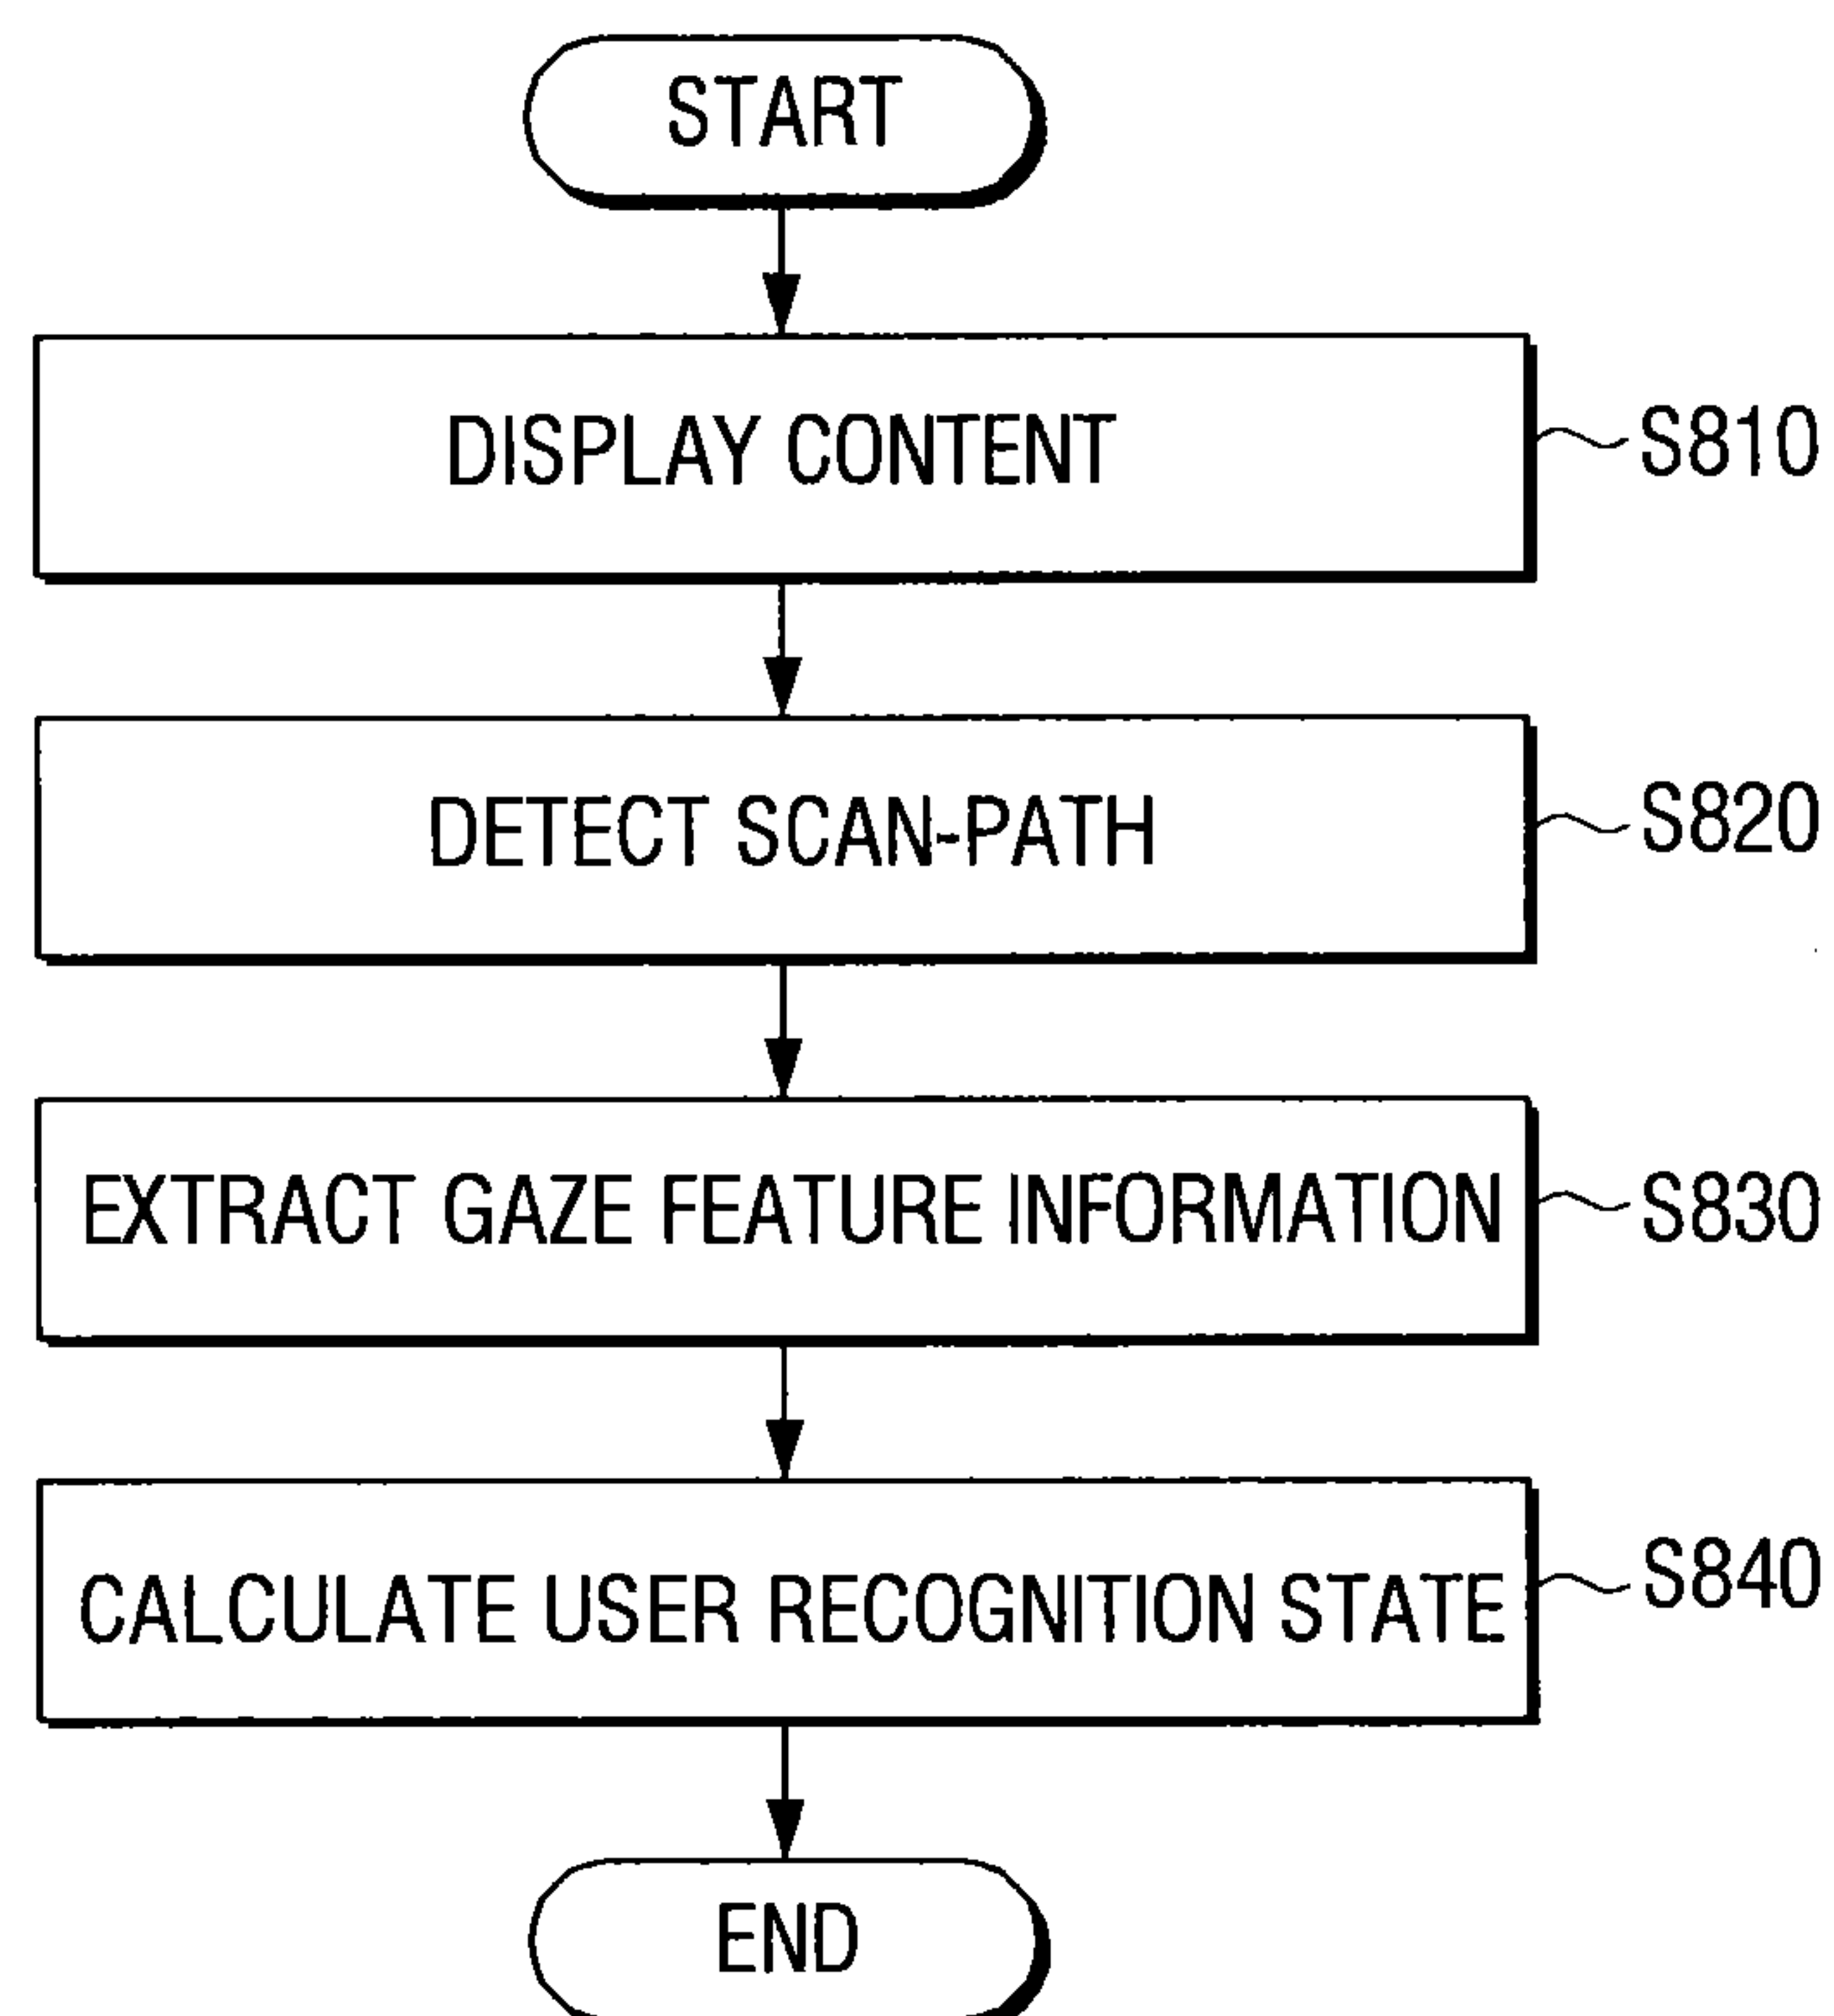 START
DISPLAY CONTENT
S810
DETECT SCAN-PATH
S820
EXTRACT GAZE FEATURE INFORMATION
S830
CALCULATE USER RECOGNITION STATE
S840
END